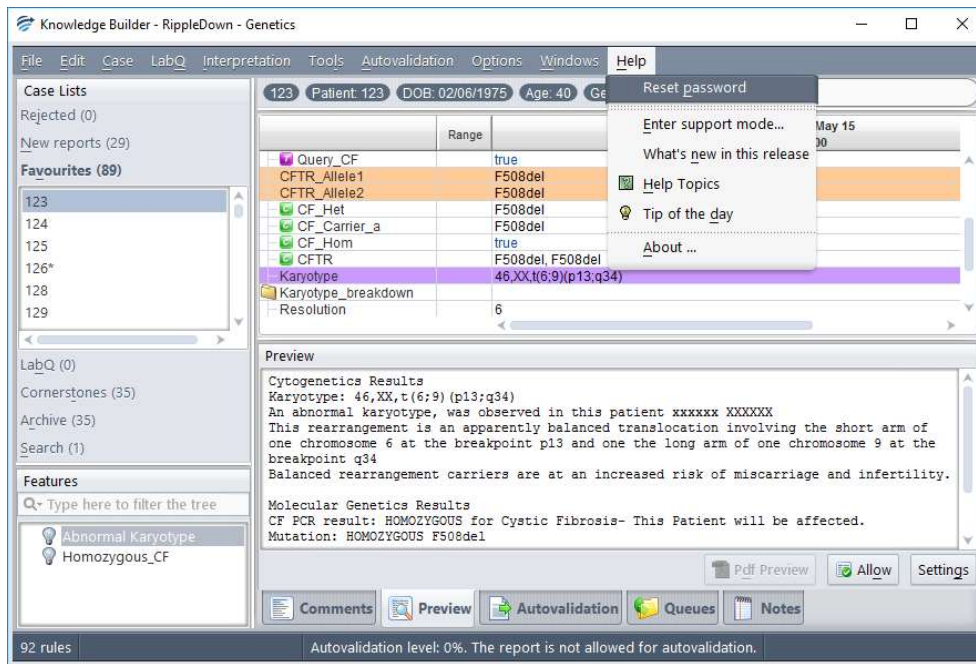 Knowledge Builder - RippleDown - Genetics
File Edit Case LabQ Interpretation Tools Autovalidation Options Windows Help
Case Lists
Rejected (0)
New reports (29)
Favourites (89)
123
124
125
126*
128
129
LabQ (0)
Cornerstones (35)
Archive (35)
Search (1)
Features
Type here to filter the tree
Abnormal Karyotype
Homozygous_CF
123 Patient: 123 DOB: 02/06/1975 Age: 40
Reset password
Enter support mode...
What's new in this release
Help Topics
Tip of the day
About ...
Range May 15
Query_CF true
CFTR_Allele1 F508del
CFTR_Allele2 F508del
CF_Het F508del
CF_Carrier_a F508del
CF_Hom true
CFTR F508del, F508del
Karyotype 46,XX,t(6;9)(p13;q34)
Karyotype_breakdown
Resolution 6
Preview
Cytogenetics Results
Karyotype: 46,XX,t(6;9)(p13;q34)
An abnormal karyotype, was observed in this patient xxxxxx XXXXXX
This rearrangement is an apparently balanced translocation involving the short arm of
one chromosome 6 at the breakpoint p13 and one the long arm of one chromosome 9 at the
breakpoint q34
Balanced rearrangement carriers are at an increased risk of miscarriage and infertility.
Molecular Genetics Results
CF PCR result: HOMOZYGOUS for Cystic Fibrosis- This Patient will be affected.
Mutation: HOMOZYGOUS F508del
Pdf Preview Allow Settings
Comments Preview Autovalidation Queues Notes
92 rules Autovalidation level: 0%. The report is not allowed for autovalidation.